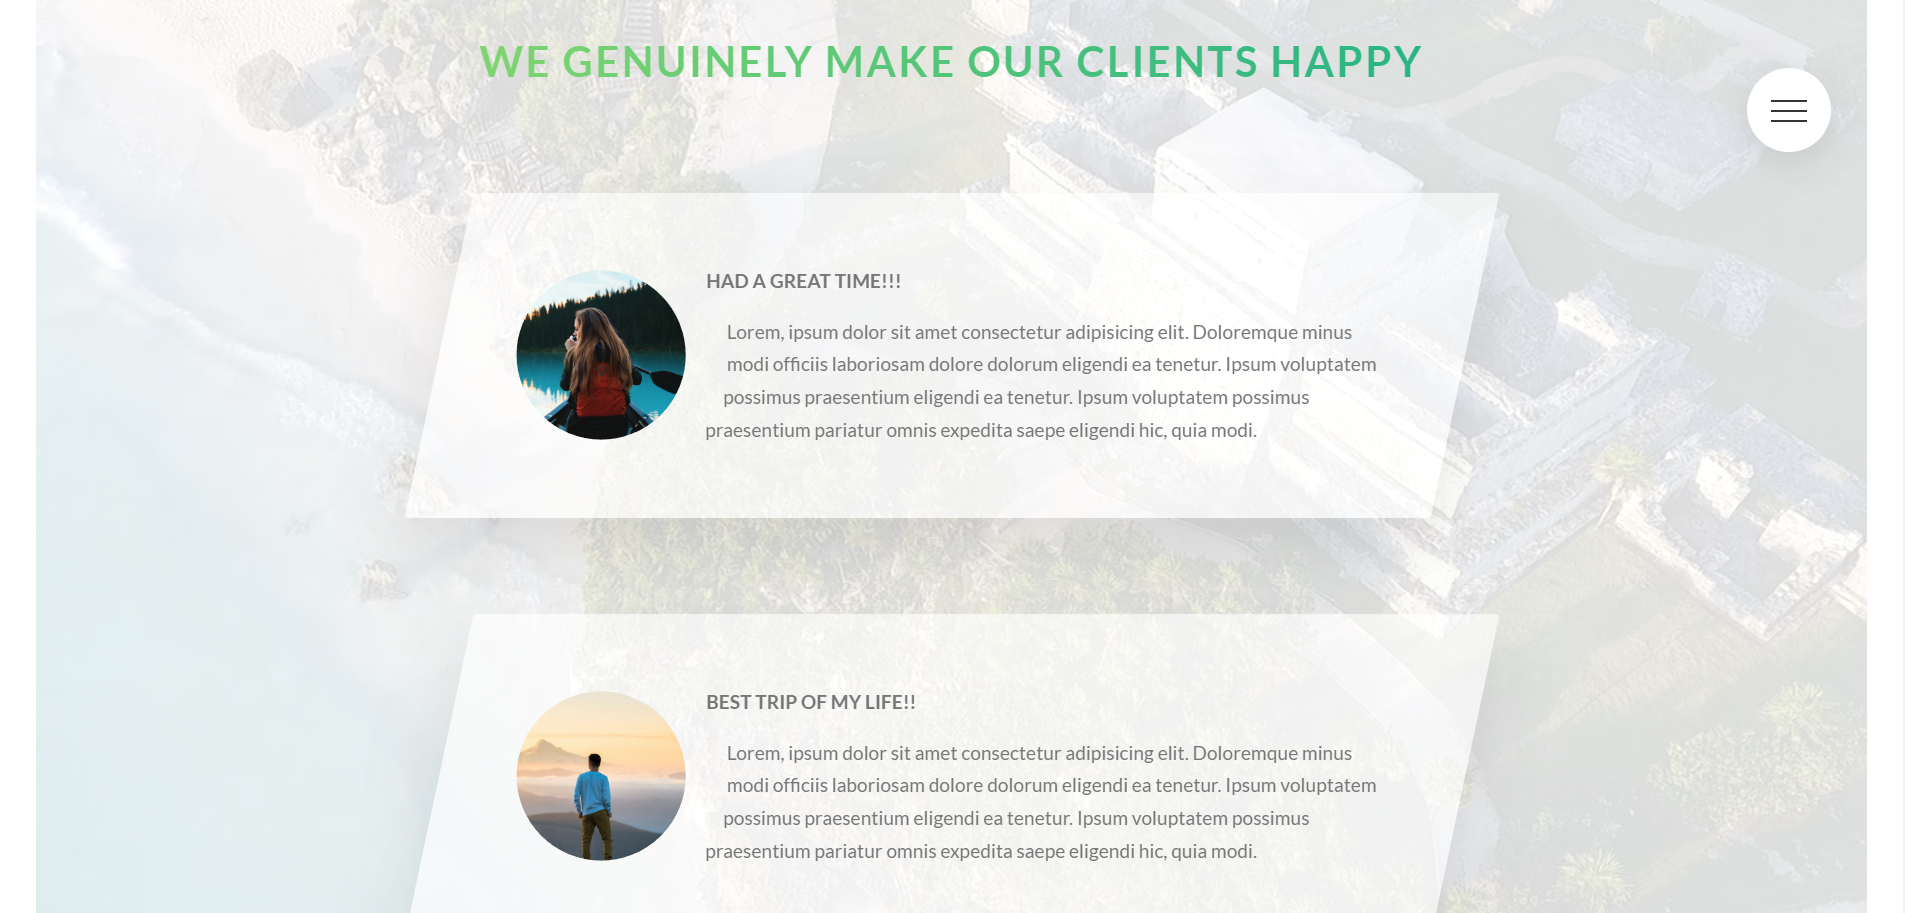 WE GENUINELY MAKE OUR CLIENTS HAPPY
HAD A GREAT TIME!!!
Lorem, ipsum dolor sit amet consectetur adipisicing elit. Doloremque minus
modi officiis laboriosam dolore dolorum eligendi ea tenetur. Ipsum voluptatem
possimus praesentium eligendi ea tenetur. Ipsum voluptatem possimus
praesentium pariatur omnis expedita saepe eligendi hic, quia modi.
BEST TRIP OF MY LIFE!!
Lorem, ipsum dolor sit amet consectetur adipisicing elit. Doloremque minus
modi officiis laboriosam dolore dolorum eligendi ea tenetur. Ipsum voluptatem
possimus praesentium eligendi ea tenetur. Ipsum voluptatem possimus
praesentium pariatur omnis expedita saepe eligendi hic, quia modi.